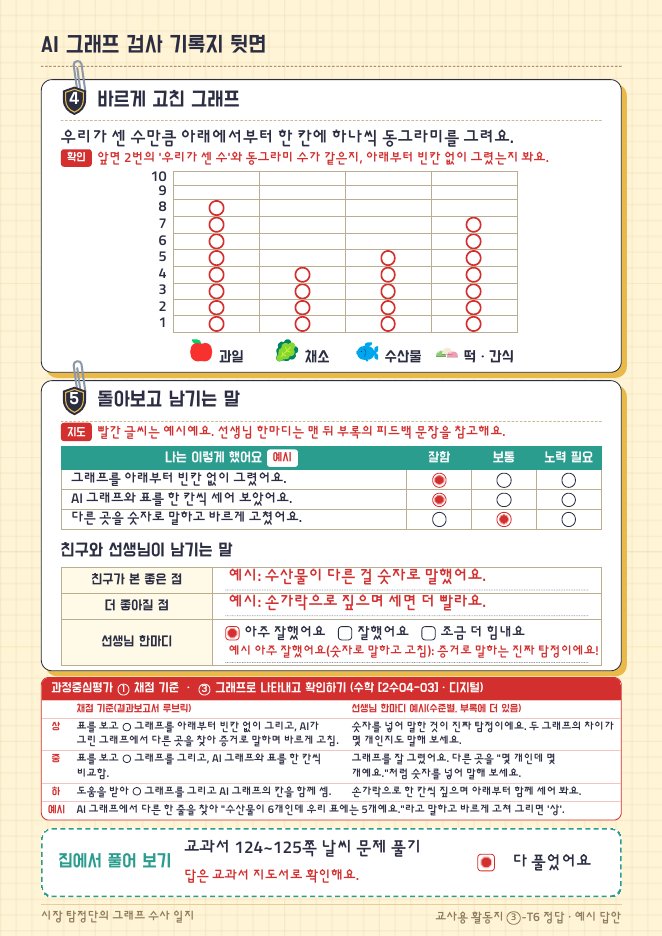 AI 그래프 검사 기록지 뒷면
4 바르게 고친 그래프
우리가 센 수만큼 아래에서부터 한 칸에 하나씩 동그라미를 그려요.
확인 앞면 2번의 '우리가 센 수'와 동그라미 수가 같은지, 아래부터 빈칸 없이 그렸는지 봐요.
10
9
8
7
6
5
4
3
2
1
과일 채소 수산물 떡·간식
5 돌아보고 남기는 말
지도 빨간 글씨는 예시예요. 선생님 한마디는 맨 뒤 부록의 피드백 문장을 참고해요.
나는 이렇게 했어요 예시 잘함 보통 노력 필요
그래프를 아래부터 빈칸 없이 그렸어요.
AI 그래프와 표를 한 칸씩 세어 보았어요.
다른 곳을 숫자로 말하고 바르게 고쳤어요.
친구와 선생님이 남기는 말
친구가 본 좋은 점 예시: 수산물이 다른 걸 숫자로 말했어요.
더 좋아질 점 예시: 손가락으로 짚으며 세면 더 빨라요.
선생님 한마디 아주 잘했어요 잘했어요 조금 더 힘내요
예시 아주 잘했어요(숫자로 말하고 고침): 증거로 말하는 진짜 탐정이에요!
과정중심평가 ① 채점 기준 · ③ 그래프로 나타내고 확인하기 (수학 [2수04-03] · 디지털)
채점 기준(결과보고서 루브릭) 선생님 한마디 예시(수준별, 부록에 더 있음)
상 표를 보고 ○ 그래프를 아래부터 빈칸 없이 그리고, AI가 숫자를 넣어 말한 것이 진짜 탐정이에요. 두 그래프의 차이가
그린 그래프에서 다른 곳을 찾아 증거로 말하며 바르게 고침. 몇 개인지도 말해 보세요.
중 표를 보고 ○ 그래프를 그리고, AI 그래프와 표를 한 칸씩 그래프를 잘 그렸어요. 다른 곳을 "몇 개인데 몇
비교함. 개예요."처럼 숫자를 넣어 말해 보세요.
하 도움을 받아 ○ 그래프를 그리고 AI 그래프의 칸을 함께 셈. 손가락으로 한 칸씩 짚으며 아래부터 함께 세어 봐요.
예시 AI 그래프에서 다른 한 줄을 찾아 "수산물이 6개인데 우리 표에는 5개예요."라고 말하고 바르게 고쳐 그리면 '상'.
집에서 풀어 보기 교과서 124~125쪽 날씨 문제 풀기 다 풀었어요
답은 교과서 지도서로 확인해요.
시장 탐정단의 그래프 수사 일지 교사용 활동지 ③-T6 정답 · 예시 답안